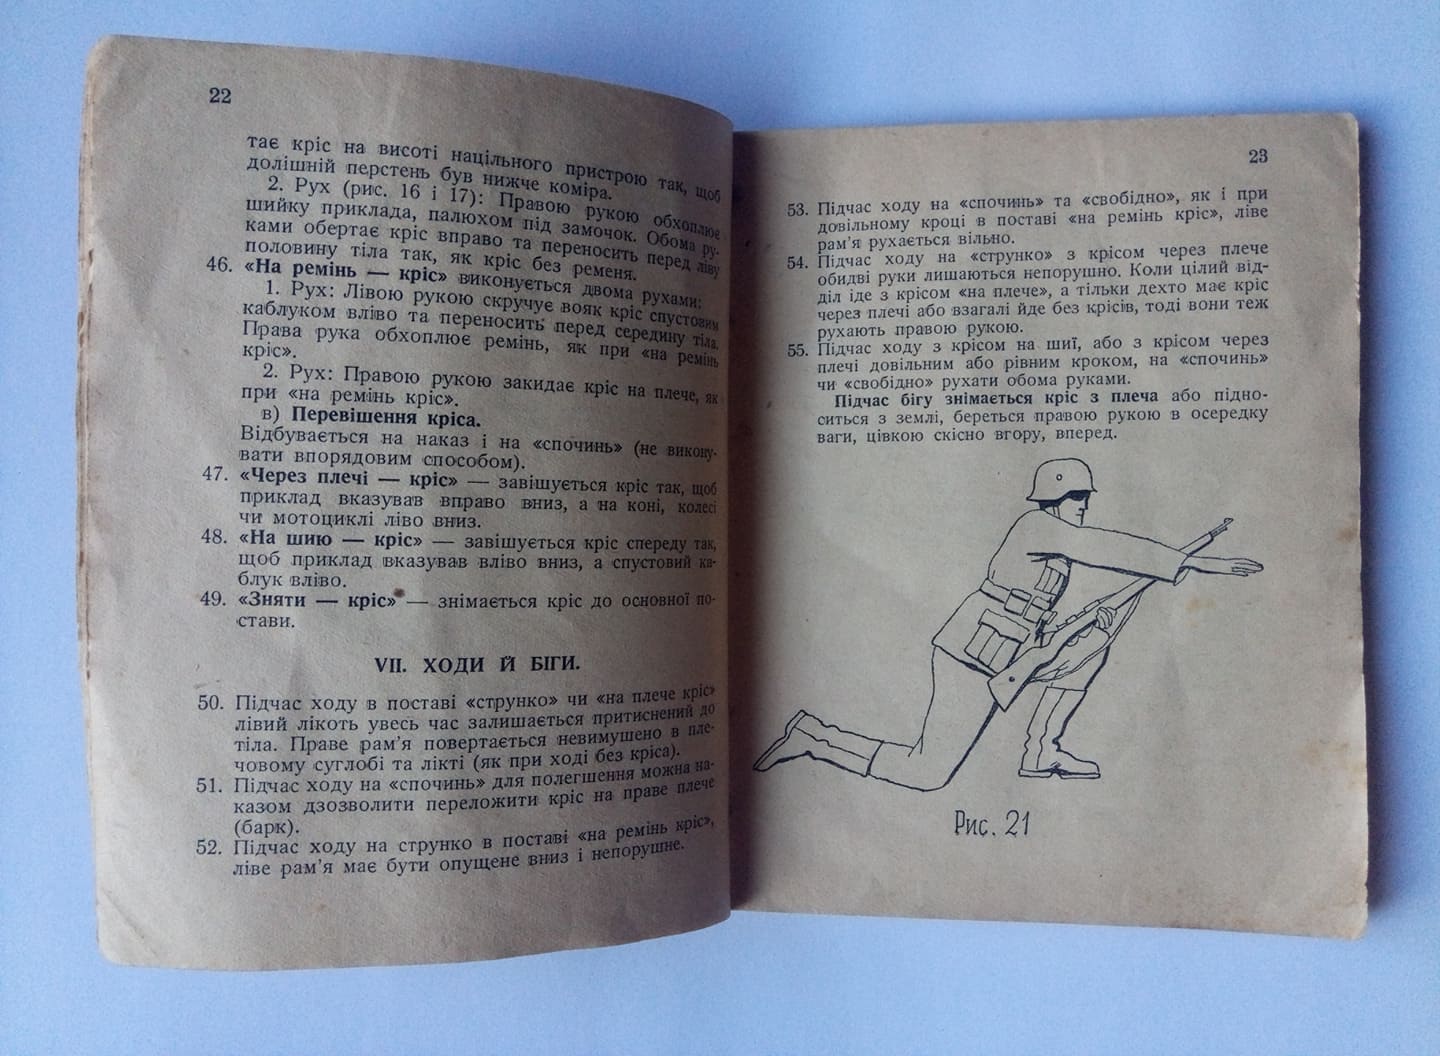 22
тає кріс на висоті націльного пристрою так, щоб
долішній перстень був нижче коміра.
2. Рух (рис. 16 і 17): Правою рукою обхоплює
шийку приклада, палюхом під замочок. Обома ру-
ками обертає кріс вправо та переносить перед ліву
половину тіла так, як кріс без ременя.
46. «На ремінь — кріс» виконується двома рухами:
1. Рух: Лівою рукою скручує вояк кріс спустовим
каблуком вліво та переносить перед середину тіла.
Права рука обхоплює ремінь, як при «на ремінь
кріс».
2. Рух: Правою рукою закидає кріс на плече, як
при «на ремінь кріс».
в) Перевішення кріса.
Відбувається на наказ і на «спочинь» (не викону-
вати впорядовим способом).
47. «Через плечі — кріс» — завішується кріс так, щоб
приклад вказував вправо вниз, а на коні, колесі
чи мотоциклі ліво вниз.
48. «На шию — кріс» — завішується кріс спереду так,
щоб приклад вказував вліво вниз, а спустовий ка-
блук вліво.
49. «Зняти — кріс» — знімається кріс до основної по-
стави.
VII. ХОДИ Й БІГИ.
50. Підчас ходу в поставі «струнко» чи «на плече кріс»
лівий лікоть увесь час залишається притиснений до
тіла. Праве рам’я повертається невимушено в пле-
човому суглобі та лікті (як при ході без кріса).
51. Підчас ходу на «спочинь» для полегшення можна на-
казом дзозволити переложити кріс на праве плече
(барк).
52. Підчас ходу на струнко в поставі «на ремінь кріс»,
ліве рам’я має бути опущене вниз і непорушне.
23
53. Підчас ходу на «спочинь» та «свобідно», як і при
довільному кроці в поставі «на ремінь кріс», ліве
рам’я рухається вільно.
54. Підчас ходу на «струнко» з крісом через плече
обидві руки лишаються непорушно. Коли цілий від-
діл іде з крісом «на плече», а тільки дехто має кріс
через плечі або взагалі йде без крісів, тоді вони теж
рухають правою рукою.
55. Підчас ходу з крісом на шиї, або з крісом через
плечі довільним або рівним кроком, на «спочинь»
чи «свобідно» рухати обома руками.
Підчас бігу знімається кріс з плеча або підно-
ситься з землі, береться правою рукою в осередку
ваги, цівкою скісно вгору, вперед.
Рис. 21